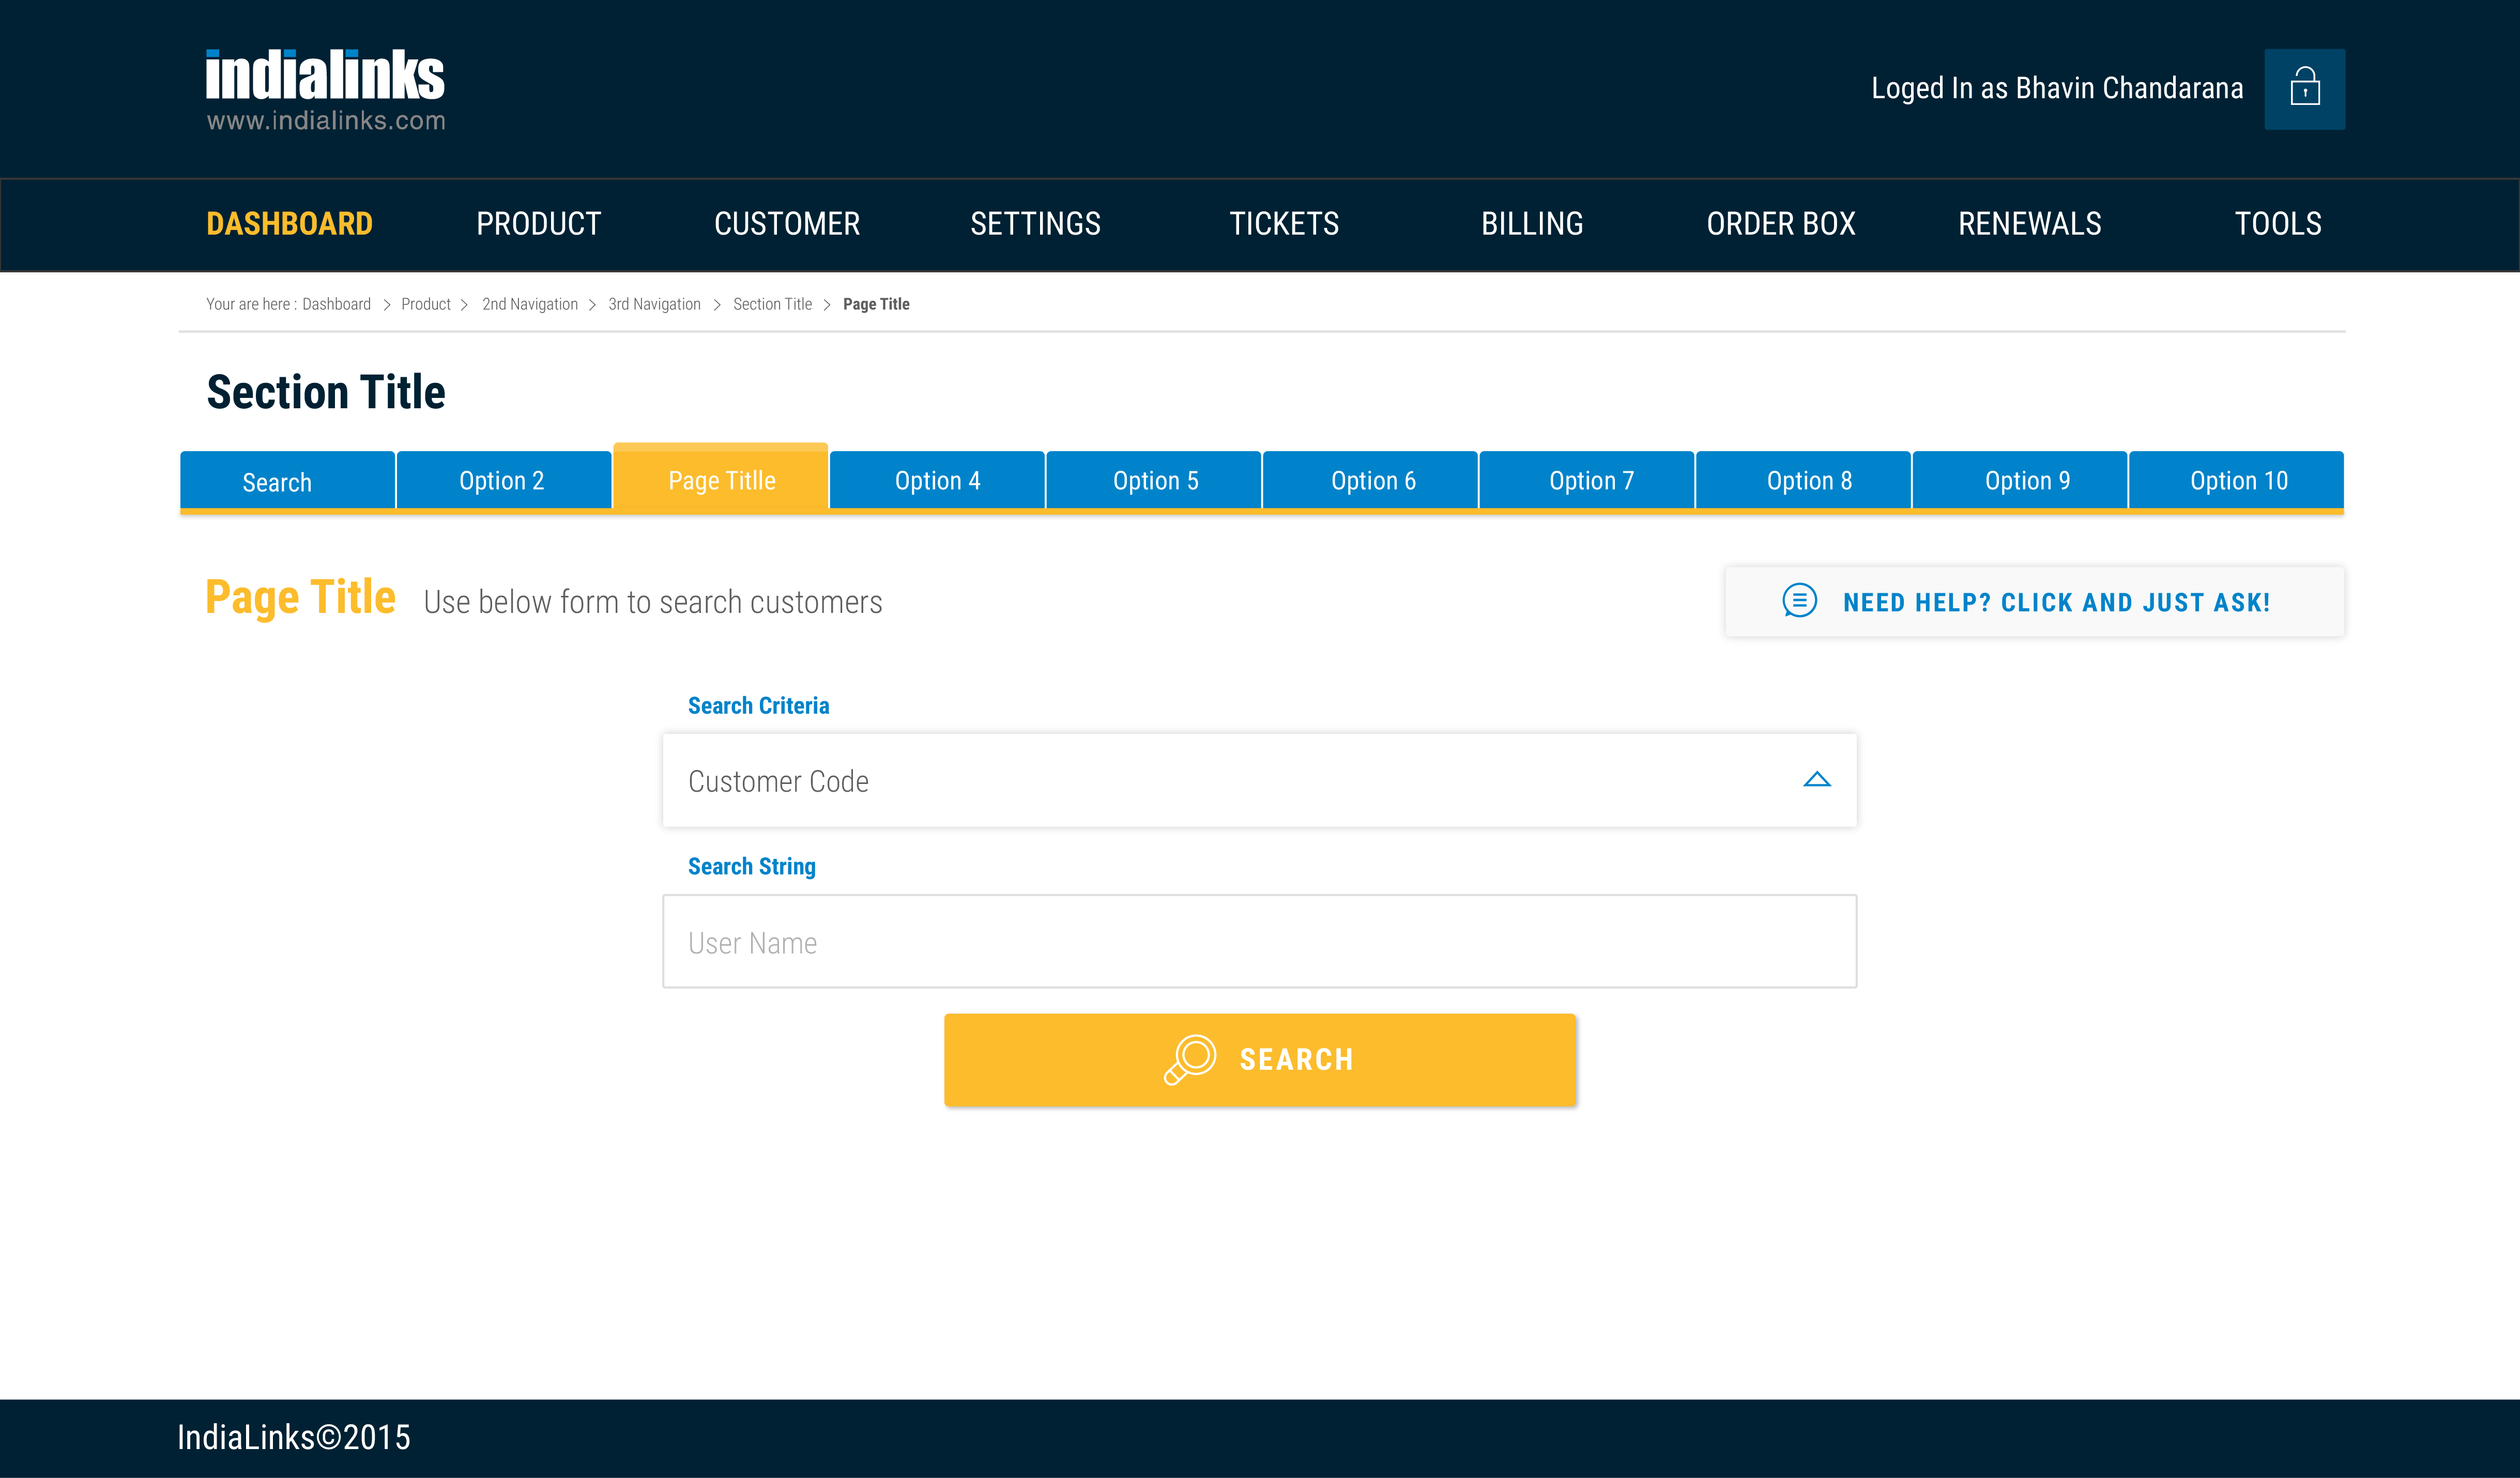 indialinks
www.indialinks.com
Loged In as Bhavin Chandarana
DASHBOARD PRODUCT CUSTOMER SETTINGS TICKETS BILLING ORDER BOX RENEWALS TOOLS
Your are here : Dashboard > Product > 2nd Navigation > 3rd Navigation > Section Title > Page Title
Section Title
Search Option 2 Page Titlle Option 4 Option 5 Option 6 Option 7 Option 8 Option 9 Option 10
Page Title Use below form to search customers
NEED HELP? CLICK AND JUST ASK!
Search Criteria
Customer Code
Search String
User Name
SEARCH
IndiaLinks©2015